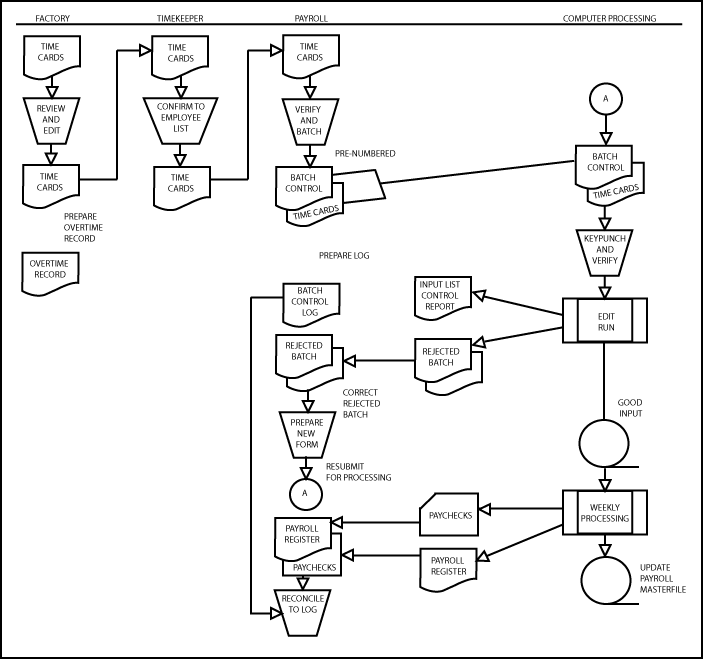 FACTORY
TIMEKEEPER
PAYROLL
COMPUTER PROCESSING
TIME
CARDS
REVIEW
AND
EDIT
TIME
CARDS
PREPARE
OVERTIME
RECORD
OVERTIME
RECORD
TIME
CARDS
CONFIRM TO
EMPLOYEE
LIST
TIME
CARDS
TIME
CARDS
VERIFY
AND
BATCH
PRE-NUMBERED
BATCH
CONTROL
TIME CARDS
PREPARE LOG
BATCH
CONTROL
LOG
REJECTED
BATCH
CORRECT
REJECTED
BATCH
PREPARE
NEW
FORM
RESUBMIT
FOR PROCESSING
A
PAYROLL
REGISTER
PAYCHECKS
RECONCILE
TO LOG
INPUT LIST
CONTROL
REPORT
REJECTED
BATCH
PAYCHECKS
PAYROLL
REGISTER
A
BATCH
CONTROL
TIME CARDS
KEYPUNCH
AND
VERIFY
EDIT
RUN
GOOD
INPUT
WEEKLY
PROCESSING
UPDATE
PAYROLL
MASTERFILE